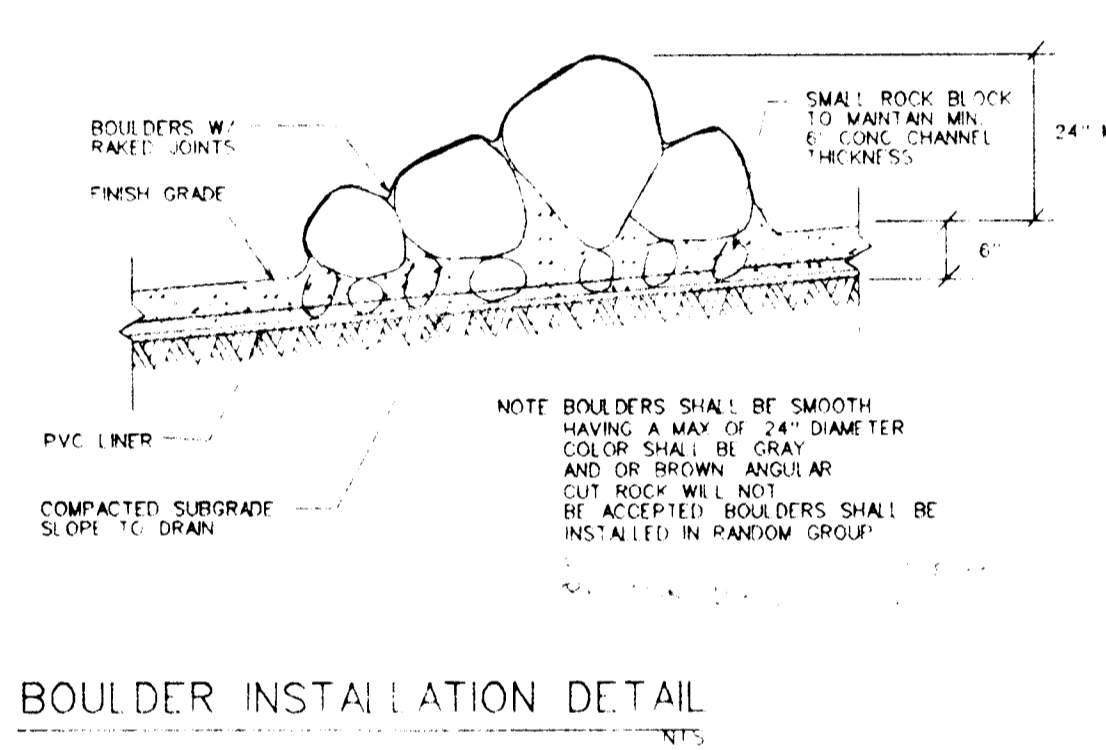 BOULDERS W/
RAKED JOINTS
FINISH GRADE
SMALL ROCK BLOCK
TO MAINTAIN MIN.
6" CONC CHANNEL
THICKNESS
24"
6"
PVC LINER
COMPACTED SUBGRADE
SLOPE TO DRAIN
NOTE BOULDERS SHALL BE SMOOTH
HAVING A MAX OF 24" DIAMETER
COLOR SHALL BE GRAY
AND OR BROWN ANGULAR
CUT ROCK WILL NOT
BE ACCEPTED BOULDERS SHALL BE
INSTALLED IN RANDOM GROUP
BOULDER INSTALLATION DETAIL
NTS